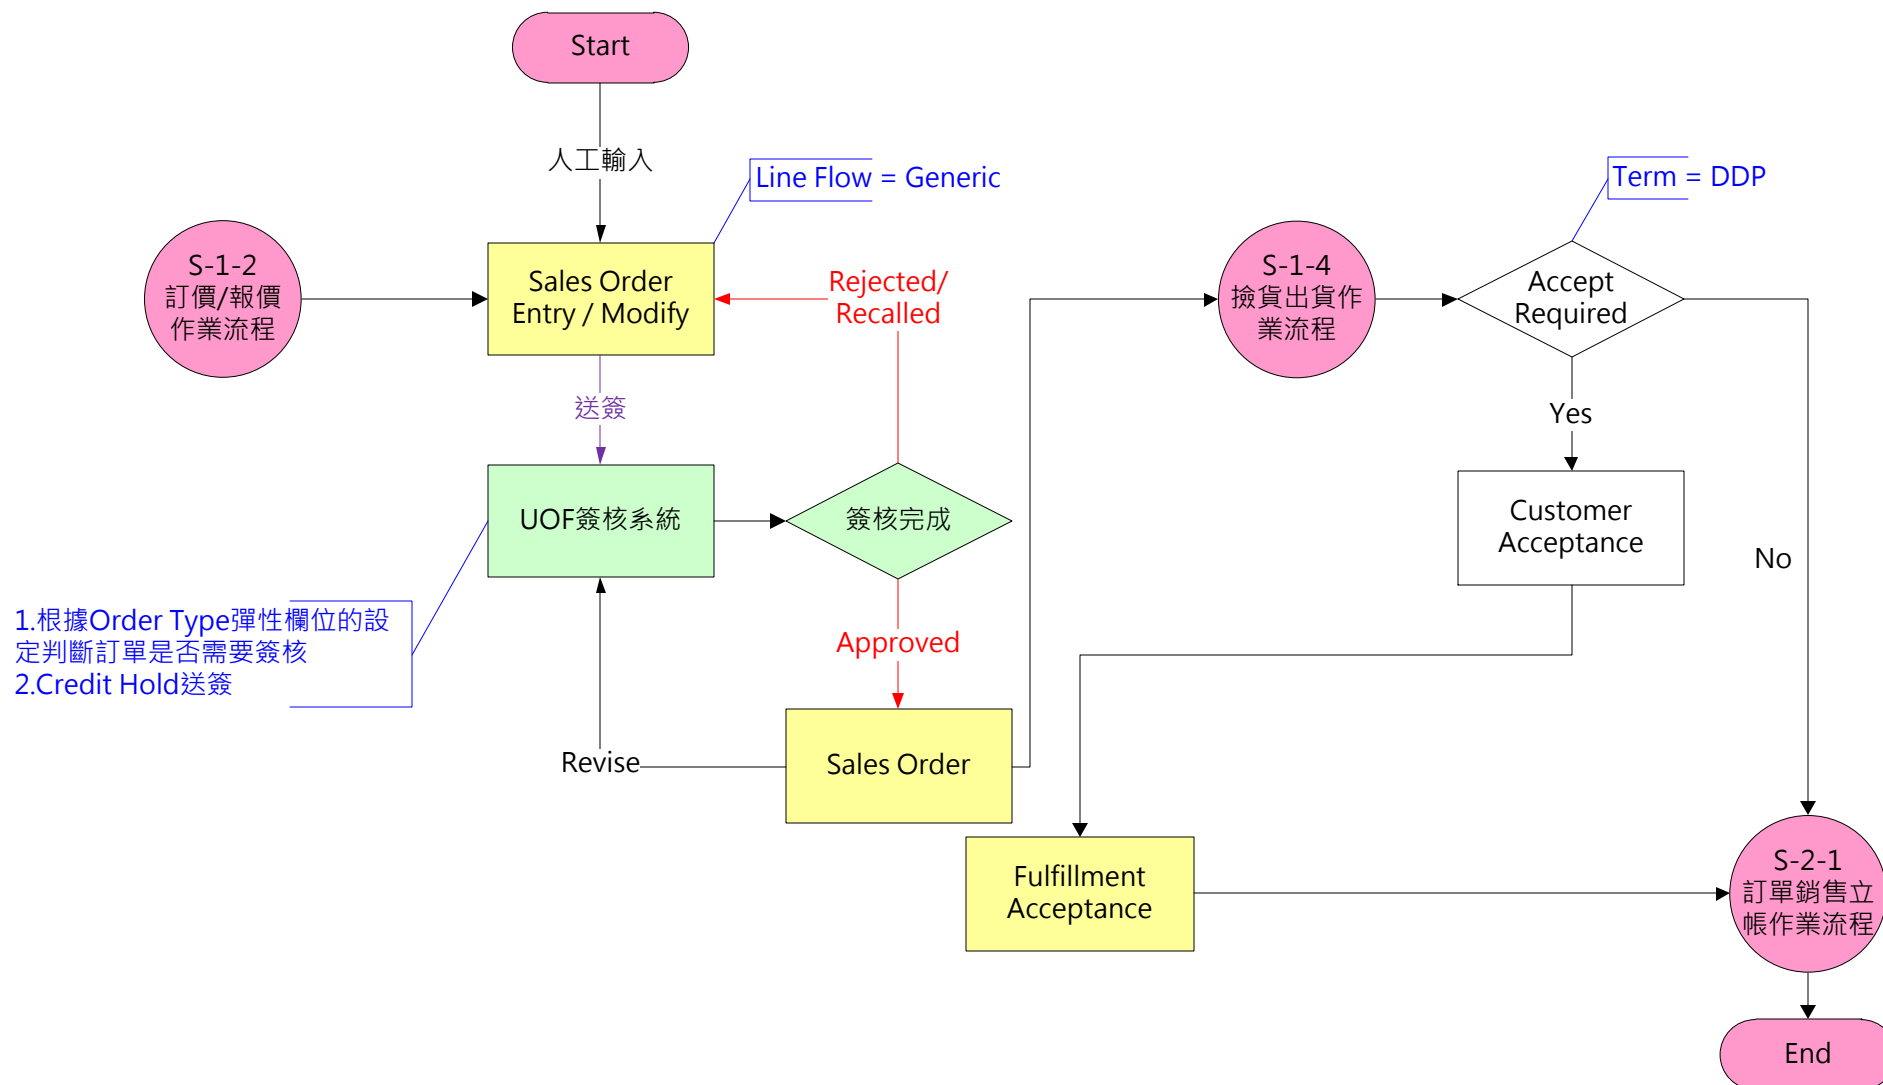 Start
人工輸入
Line Flow = Generic
Term = DDP
S-1-2
訂價/報價
作業流程
Sales Order
Entry / Modify
Rejected/
Recalled
S-1-4
撿貨出貨作
業流程
Accept
Required
送簽
Yes
UOF簽核系統
簽核完成
Customer
Acceptance
No
1.根據Order Type彈性欄位的設
定判斷訂單是否需要簽核
2.Credit Hold送簽
Approved
Revise
Sales Order
Fulfillment
Acceptance
S-2-1
訂單銷售立
帳作業流程
End